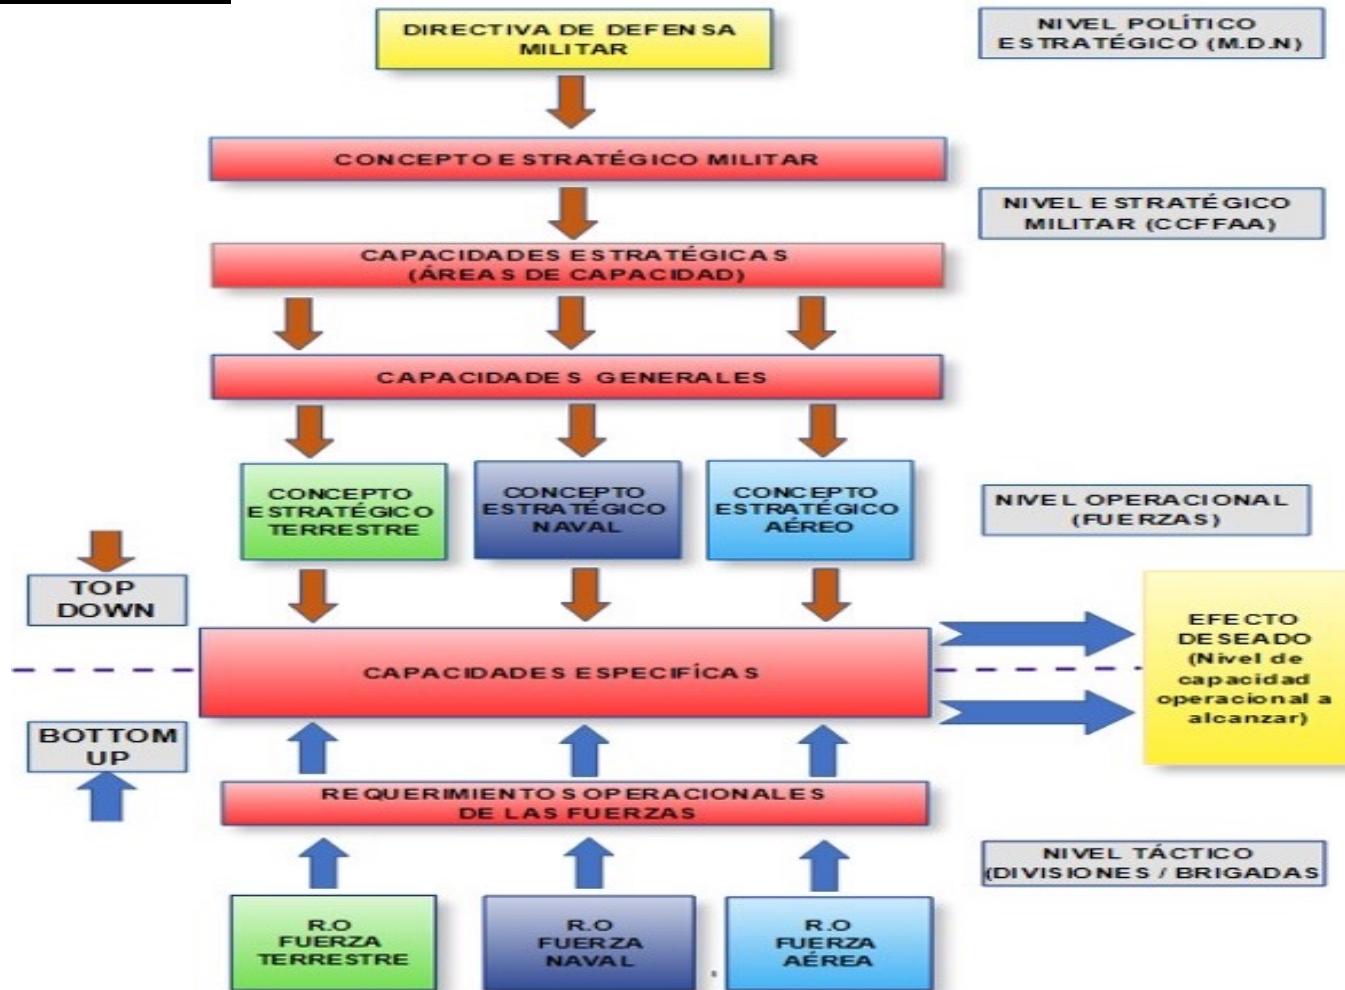 DIRECTIVA DE DEFENSA
MILITAR
NIVEL POLÍTICO
ESTRATÉGICO (M.D.N)
CONCEPTO ESTRATÉGICO MILITAR
NIVEL ESTRATÉGICO
MILITAR (CCFFAA)
CAPACIDADES ESTRATÉGICAS
(ÁREAS DE CAPACIDAD)
CAPACIDADES GENERALES
CONCEPTO
ESTRATÉGICO
TERRESTRE
CONCEPTO
ESTRATÉGICO
NAVAL
CONCEPTO
ESTRATÉGICO
AÉREO
NIVEL OPERACIONAL
(FUERZAS)
TOP
DOWN
CAPACIDADES ESPECIFÍCAS
EFECTO
DESEADO
(Nivel de
capacidad
operacional a
alcanzar)
BOTTOM
UP
REQUERIMIENTOS OPERACIONALES
DE LAS FUERZAS
NIVEL TÁCTICO
(DIVISIONES / BRIGADAS
R.O
FUERZA
TERRESTRE
R.O
FUERZA
NAVAL
R.O
FUERZA
AÉREA